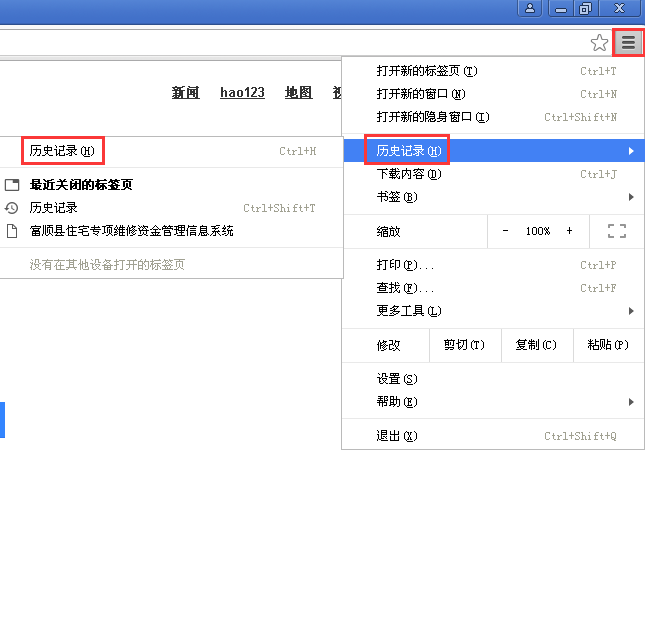 新闻 hao123 地图
打开新的标签页(T) Ctrl+T
打开新的窗口(N) Ctrl+N
打开新的隐身窗口(I) Ctrl+Shift+N
历史记录(H)
下载内容(D) Ctrl+J
书签(B)
缩放 - 100% +
打印(P)... Ctrl+P
查找(F)... Ctrl+F
更多工具(L)
修改 剪切(T) 复制(C) 粘贴(P)
设置(S)
帮助(E)
退出(X) Ctrl+Shift+Q
历史记录(H) Ctrl+H
最近关闭的标签页
历史记录 Ctrl+Shift+T
富顺县住宅专项维修资金管理信息系统
没有在其他设备打开的标签页